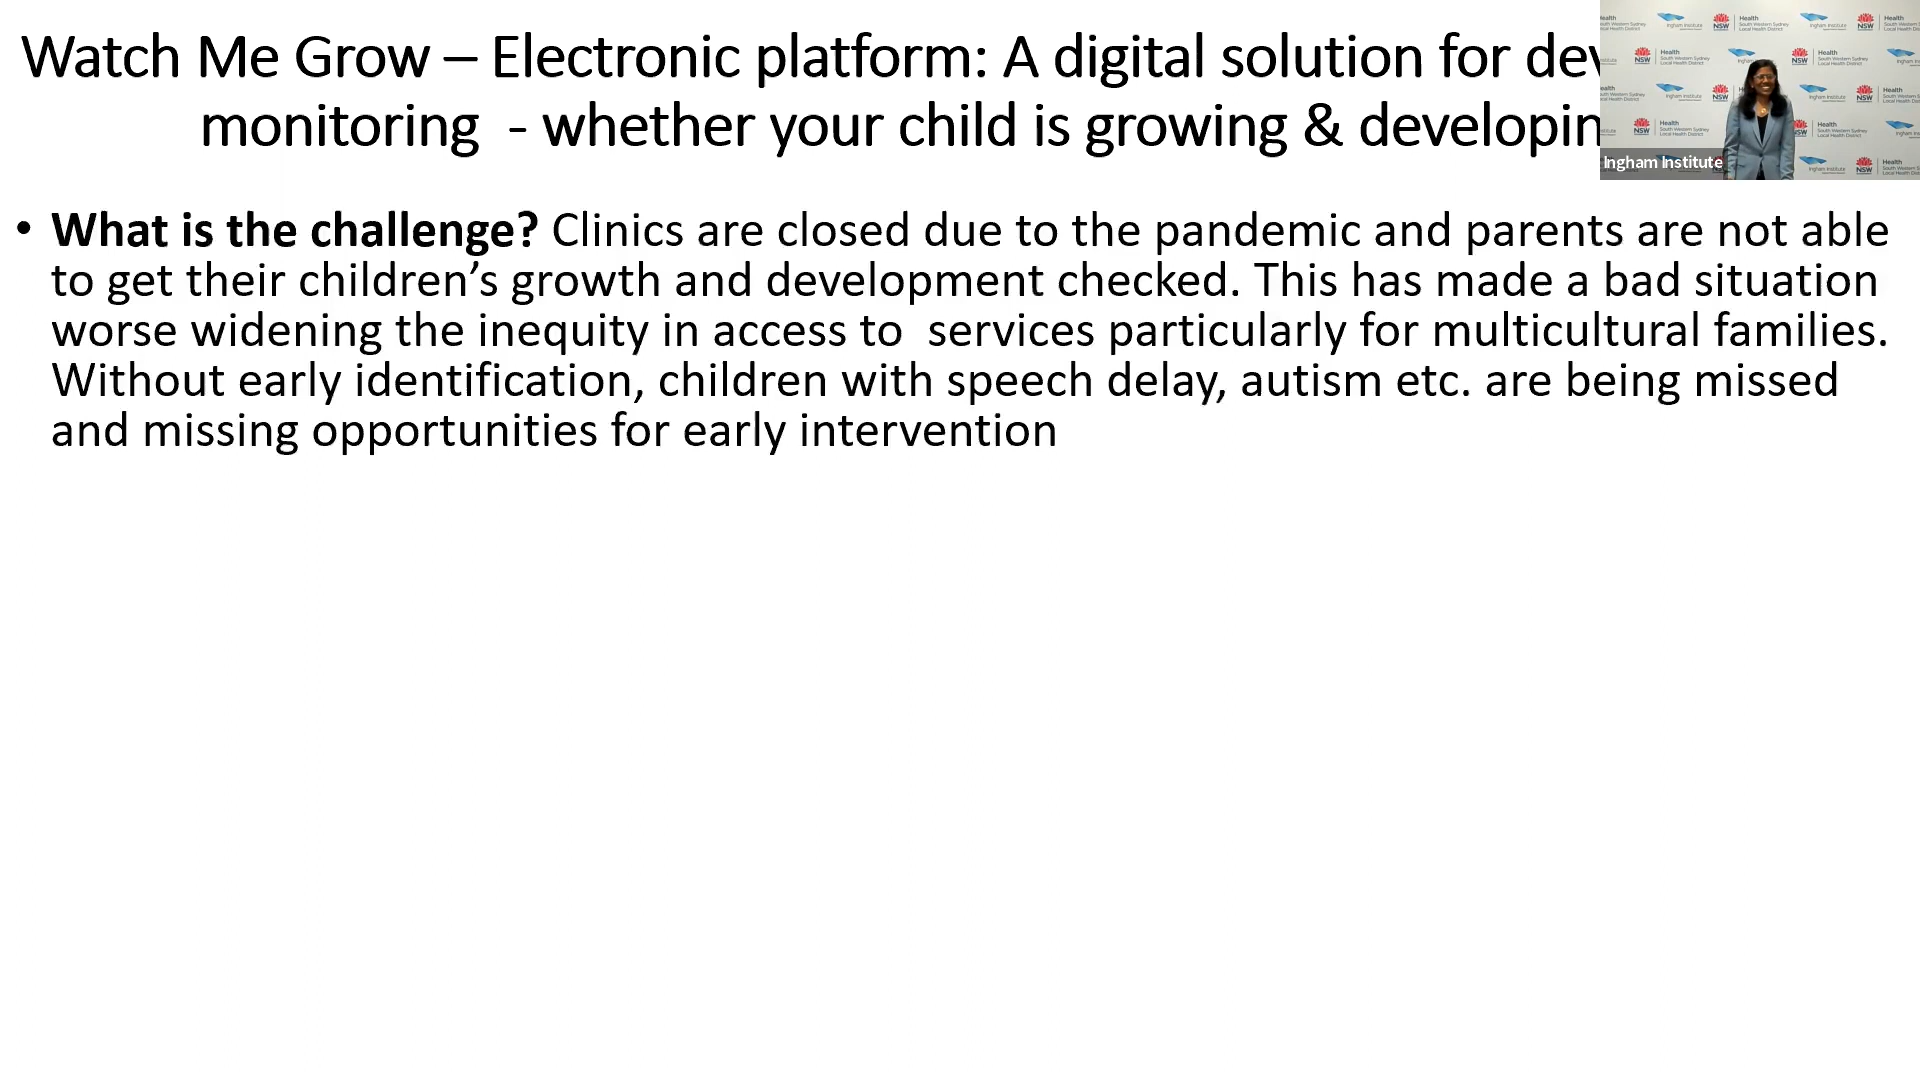 Watch Me Grow – Electronic platform: A digital solution for dev
monitoring  - whether your child is growing & developin
Ingham Institute
• What is the challenge? Clinics are closed due to the pandemic and parents are not able
to get their children’s growth and development checked. This has made a bad situation
worse widening the inequity in access to  services particularly for multicultural families.
Without early identification, children with speech delay, autism etc. are being missed
and missing opportunities for early intervention